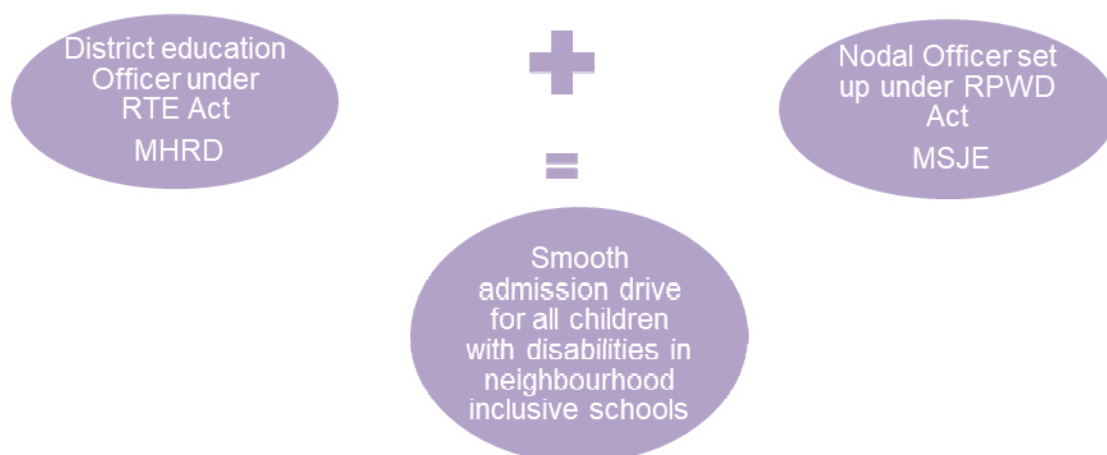 District education
Officer under
RTE Act
MHRD
+
Nodal Officer set
up under RPWD
Act
MSJE
=
Smooth
admission drive
for all children
with disabilities in
neighbourhood
inclusive schools